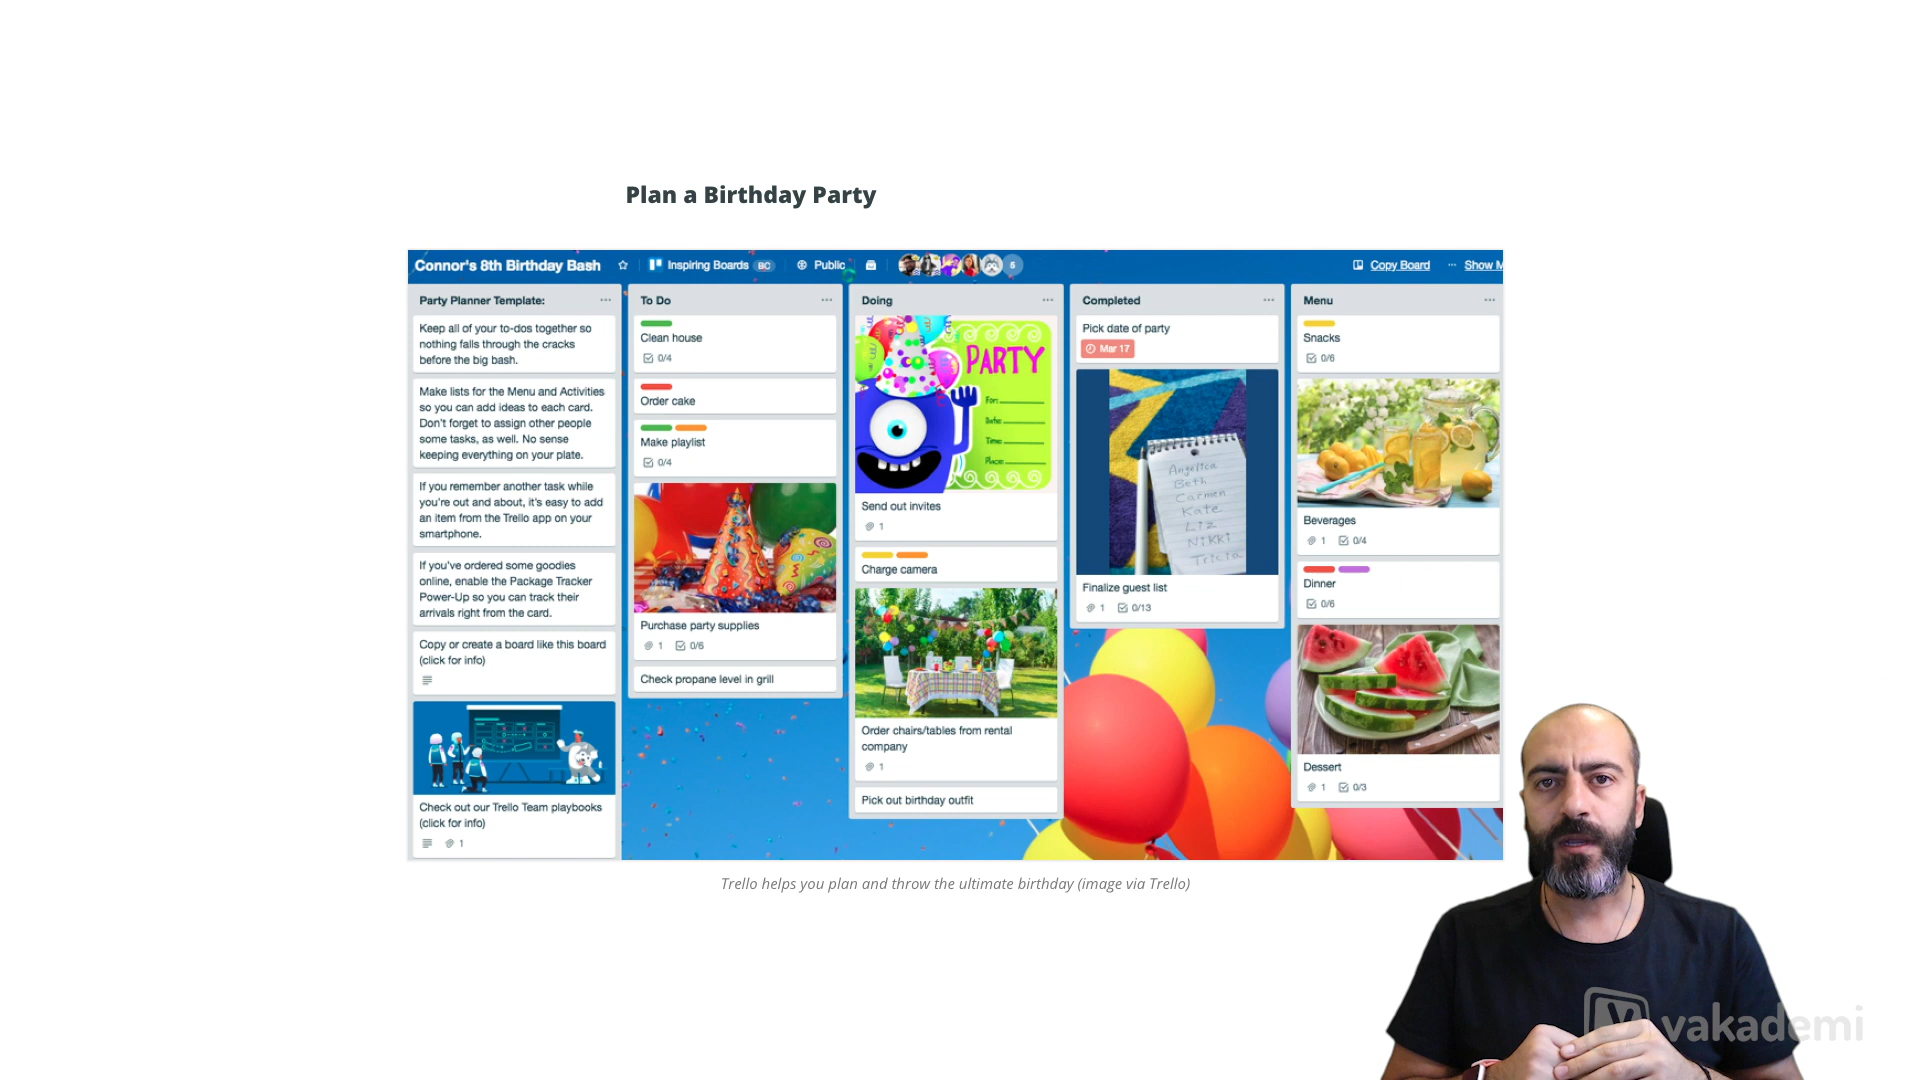 Plan a Birthday Party
Connor's 8th Birthday Bash
Inspiring Boards BC
Public
5
Copy Board
Show M
Party Planner Template:
Keep all of your to-dos together so
nothing falls through the cracks
before the big bash.
Make lists for the Menu and Activities
so you can add ideas to each card.
Don't forget to assign other people
some tasks, as well. No sense
keeping everything on your plate.
If you remember another task while
you're out and about, it's easy to add
an item from the Trello app on your
smartphone.
If you've ordered some goodies
online, enable the Package Tracker
Power-Up so you can track their
arrivals right from the card.
Copy or create a board like this board
(click for info)
Check out our Trello Team playbooks
(click for info)
1
To Do
Clean house
0/4
Order cake
Make playlist
0/4
Purchase party supplies
1 0/6
Check propane level in grill
Doing
PARTY
For:
Date:
Time:
Place:
Send out invites
1
Charge camera
Order chairs/tables from rental
company
1
Pick out birthday outfit
Completed
Pick date of party
Mar 17
Angelica
Beth
Carmen
Kate
Liz
Nikki
Tricia
Finalize guest list
1 0/13
Menu
Snacks
0/6
Beverages
1 0/4
Dinner
0/6
Dessert
1 0/3
Trello helps you plan and throw the ultimate birthday (image via Trello)
vakademi